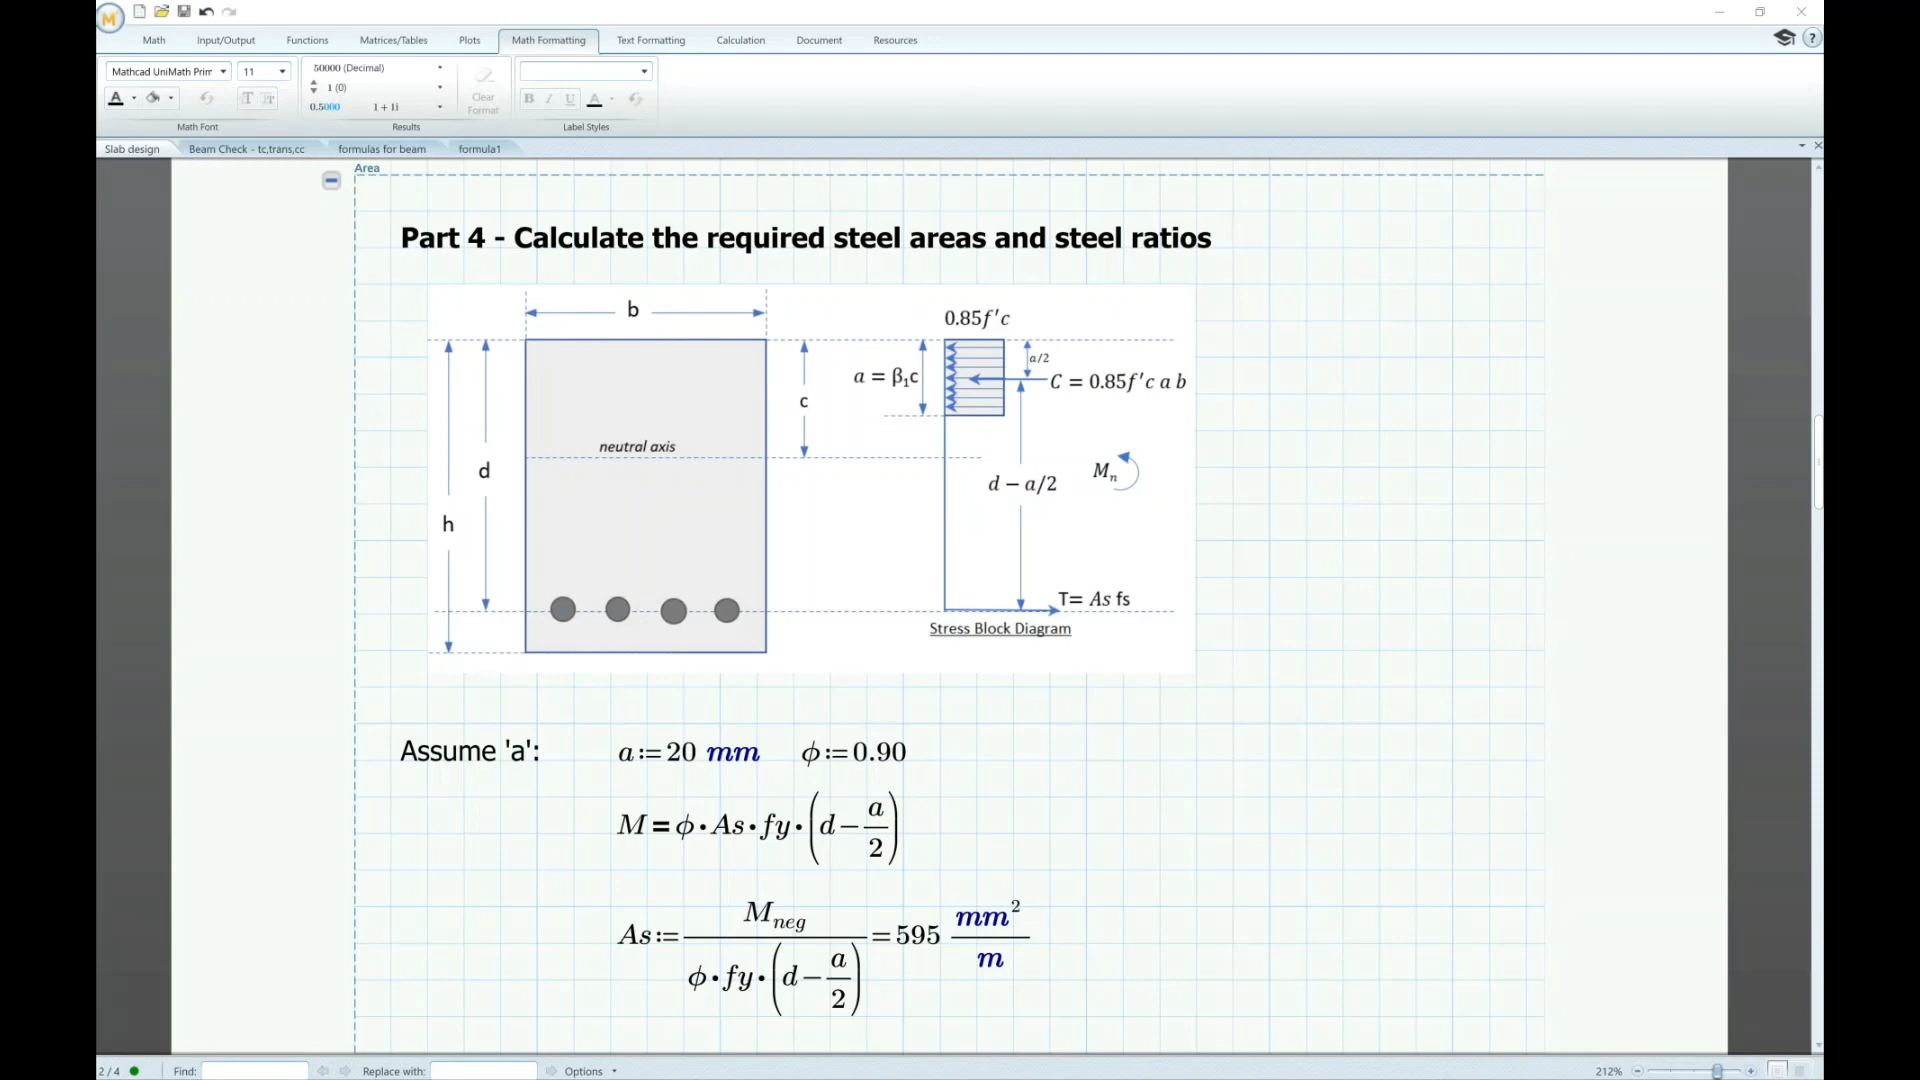 M
Math Input/Output Functions Matrices/Tables Plots Math Formatting Text Formatting Calculation Document Resources
?
Mathcad UniMath Prim 11
50000 (Decimal)
1 (0)
0.5000 1 + 1i
Clear
Format
B I U A
A
Math Font Results Label Styles
Slab design Beam Check - tc,trans,cc formulas for beam formula1
Area
Part 4 - Calculate the required steel areas and steel ratios
b
0.85f'c
a/2
a = β₁c
C = 0.85f'c a b
c
neutral axis
d
Mₙ
d − a/2
h
T= As fs
Stress Block Diagram
Assume 'a': a:=20 mm ϕ:=0.90
M=ϕ•As•fy•(d−a/2)
As:=M_neg/(ϕ•fy•(d−a/2))=595 mm²/m
2 / 4 Find: Replace with: Options 212%